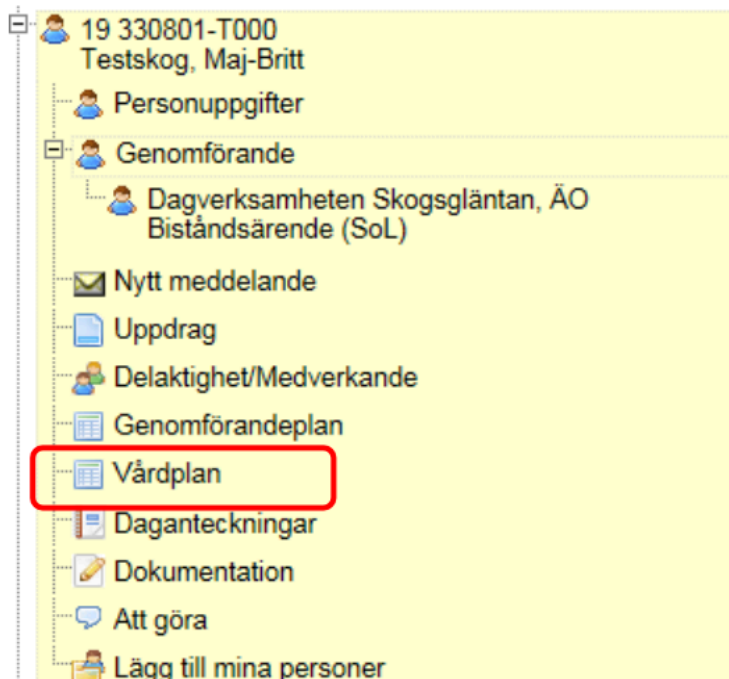 19 330801-T000
Testskog, Maj-Britt
Personuppgifter
Genomförande
Dagverksamheten Skogsgläntan, ÄO
Biståndsärende (SoL)
Nytt meddelande
Uppdrag
Delaktighet/Medverkande
Genomförandeplan
Vårdplan
Daganteckningar
Dokumentation
Att göra
Lägg till mina personer